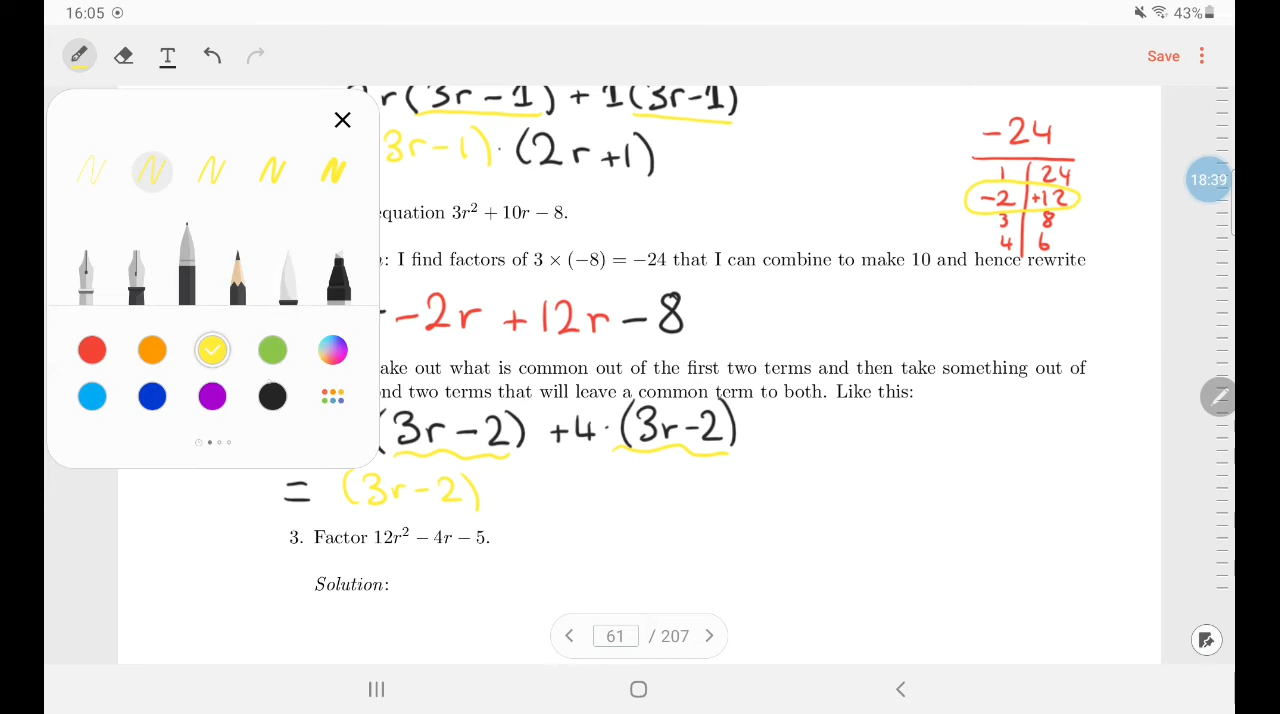 16:05
43%
T
Save
r(3r-1) + 1(3r-1)
3r-1) · (2r+1)
-24
1 | 24
-2 | +12
3 | 8
4 | 6
18:39
equation 3r² + 10r − 8.
: I find factors of 3 × (−8) = −24 that I can combine to make 10 and hence rewrite
-2r + 12r - 8
ake out what is common out of the first two terms and then take something out of
nd two terms that will leave a common term to both. Like this:
(3r-2) + 4·(3r-2)
= (3r-2)
3. Factor 12r² − 4r − 5.
Solution:
61 / 207